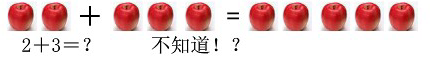 + =
2+3=? 不知道!?